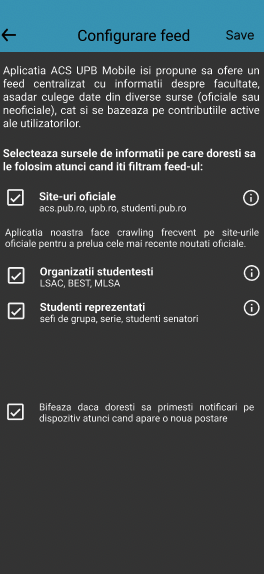 Configurare feed
Save
Aplicatia ACS UPB Mobile isi propune sa ofere un
feed centralizat cu informatii despre facultate,
asadar culege date din diverse surse (oficiale sau
neoficiale), cat si se bazeaza pe contributiile active
ale utilizatorilor.
Selecteaza sursele de informatii pe care doresti sa
le folosim atunci cand iti filtram feed-ul:
Site-uri oficiale
acs.pub.ro, upb.ro, studenti.pub.ro
Aplicatia noastra face crawling frecvent pe site-urile
oficiale pentru a prelua cele mai recente noutati oficiale.
Organizatii studentesti
LSAC, BEST, MLSA
Studenti reprezentati
sefi de grupa, serie, studenti senatori
Bifeaza daca doresti sa primesti notificari pe
dispozitiv atunci cand apare o noua postare